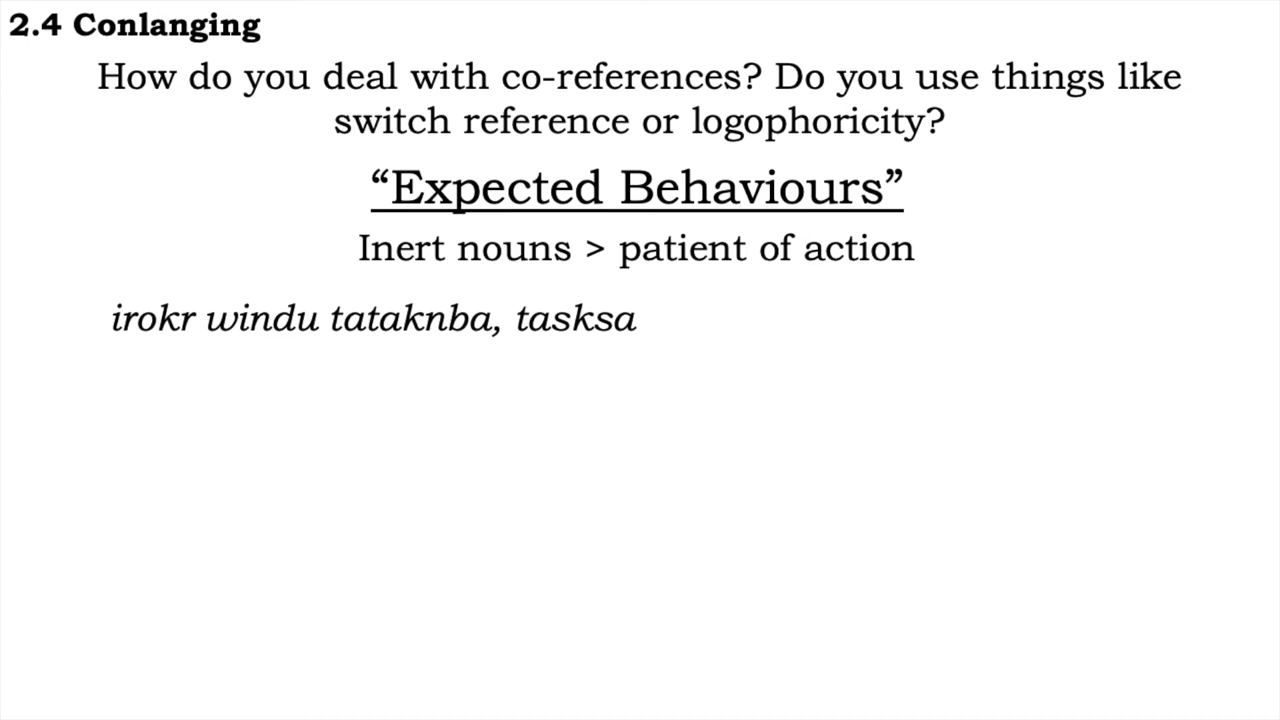 2.4 Conlanging
How do you deal with co-references? Do you use things like
switch reference or logophoricity?
“Expected Behaviours”
Inert nouns > patient of action
irokr windu tataknba, tasksa